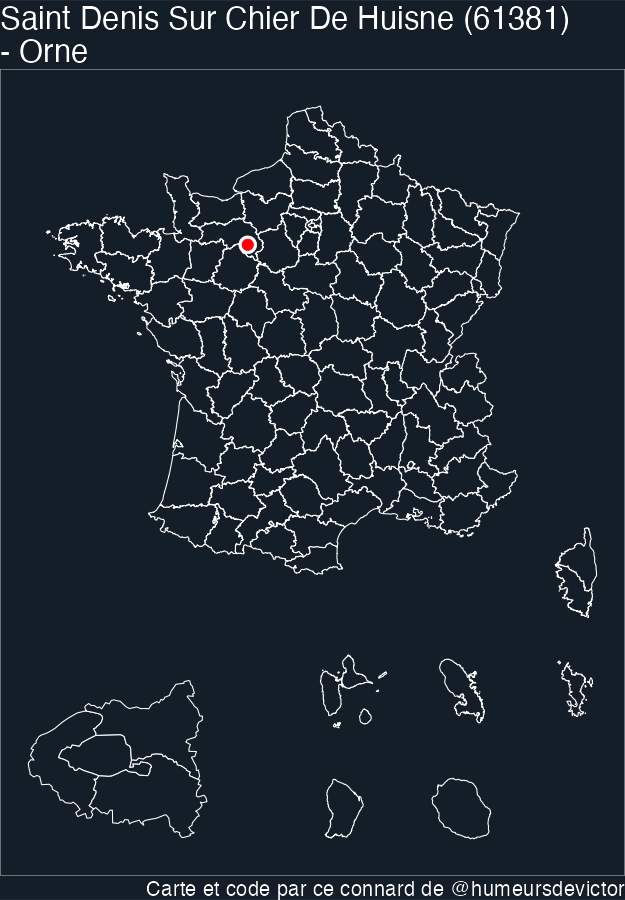 Saint Denis Sur Chier De Huisne (61381)
- Orne
Carte et code par ce connard de @humeursdevictor